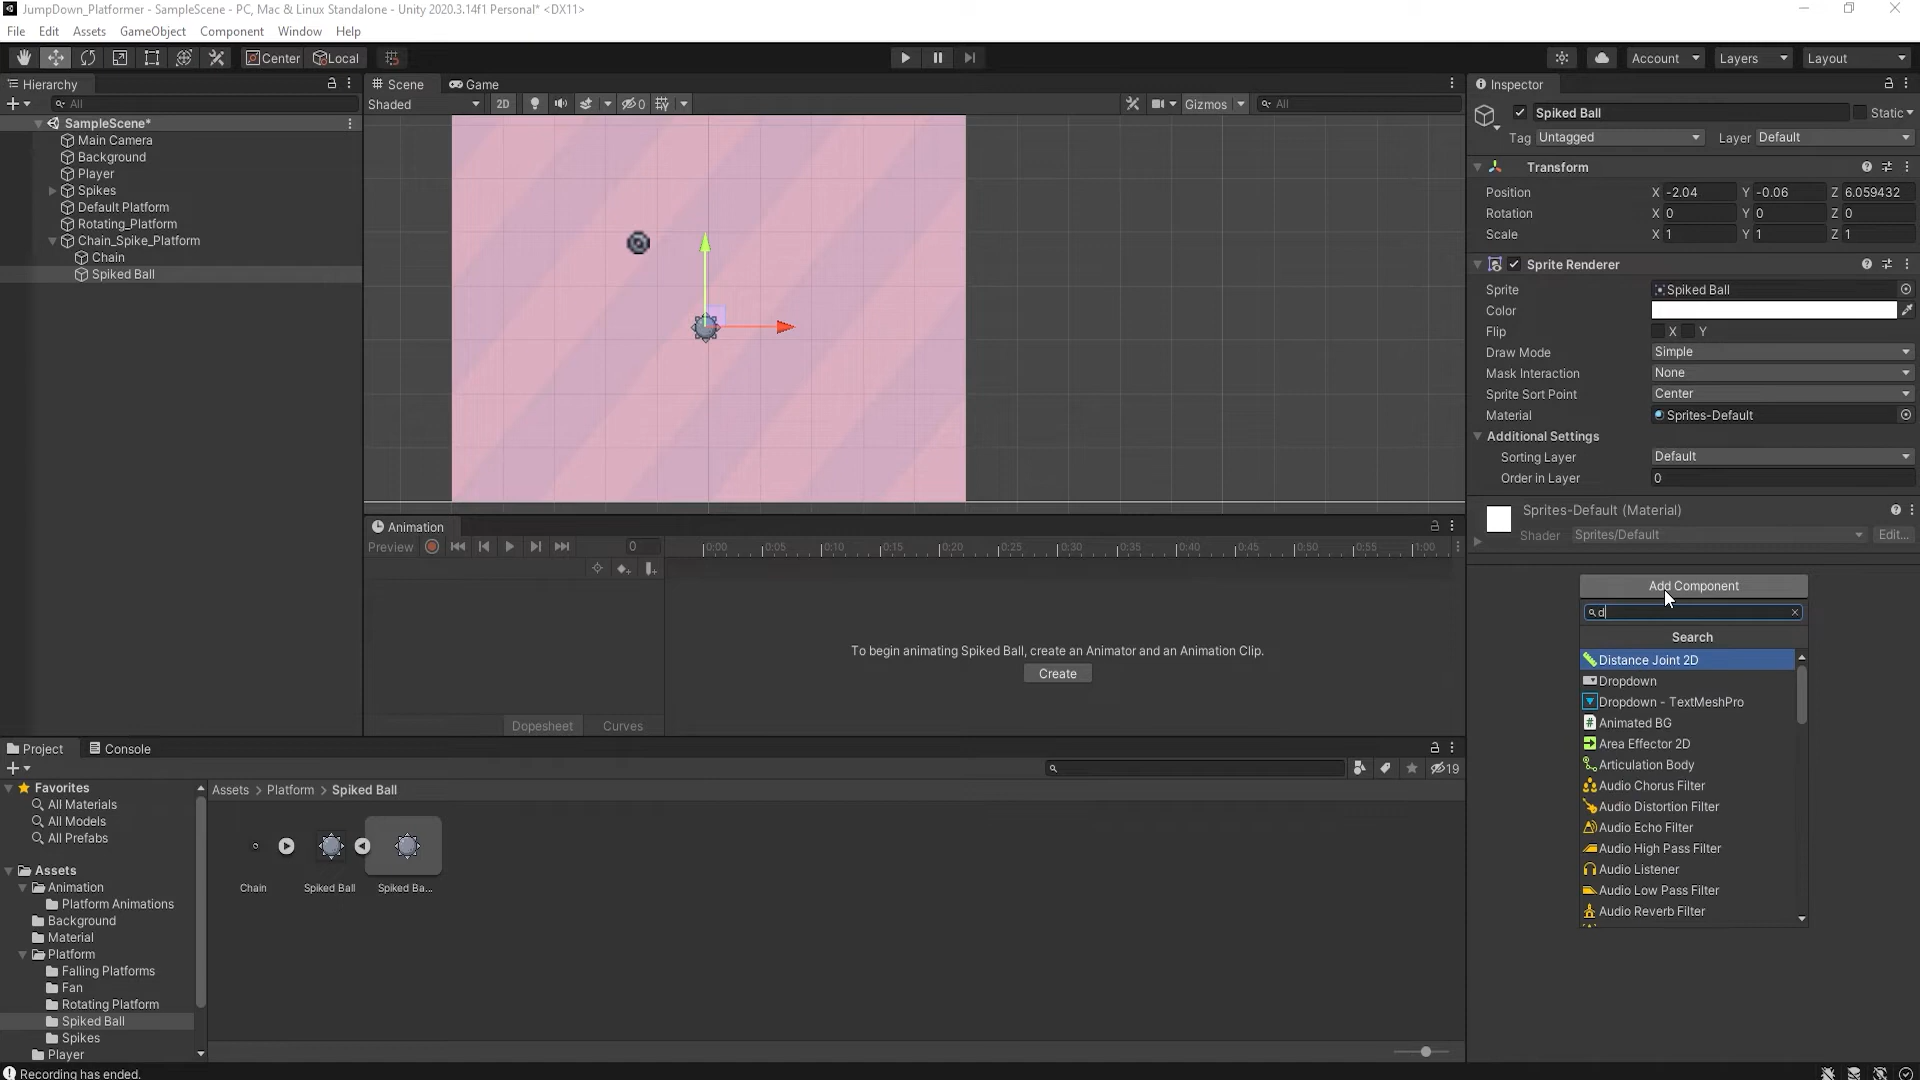 JumpDown_Platformer - SampleScene - PC, Mac & Linux Standalone - Unity 2020.3.14f1 Personal* <DX11>
File Edit Assets GameObject Component Window Help
Center Local Account Layers Layout
Hierarchy
All
SampleScene*
Main Camera
Background
Player
Spikes
Default Platform
Rotating_Platform
Chain_Spike_Platform
Chain
Spiked Ball
Scene Game
Shaded 2D 0 Gizmos All
Inspector
Spiked Ball Static
Tag Untagged Layer Default
Transform
Position X -2.04 Y -0.06 Z 6.059432
Rotation X 0 Y 0 Z 0
Scale X 1 Y 1 Z 1
Sprite Renderer
Sprite Spiked Ball
Color
Flip X Y
Draw Mode Simple
Mask Interaction None
Sprite Sort Point Center
Material Sprites-Default
Additional Settings
Sorting Layer Default
Order in Layer 0
Sprites-Default (Material)
Shader Sprites/Default Edit...
Add Component
d
Search
Distance Joint 2D
Dropdown
Dropdown - TextMeshPro
Animated BG
Area Effector 2D
Articulation Body
Audio Chorus Filter
Audio Distortion Filter
Audio Echo Filter
Audio High Pass Filter
Audio Listener
Audio Low Pass Filter
Audio Reverb Filter
Animation
Preview 0 0:00 0:05 0:10 0:15 0:20 0:25 0:30 0:35 0:40 0:45 0:50 0:55 1:00
To begin animating Spiked Ball, create an Animator and an Animation Clip.
Create
Dopesheet Curves
Project Console
19
Favorites
All Materials
All Models
All Prefabs
Assets
Animation
Platform Animations
Background
Material
Platform
Falling Platforms
Fan
Rotating Platform
Spiked Ball
Spikes
Player
Assets > Platform > Spiked Ball
Chain Spiked Ball Spiked Ba...
Recording has ended.